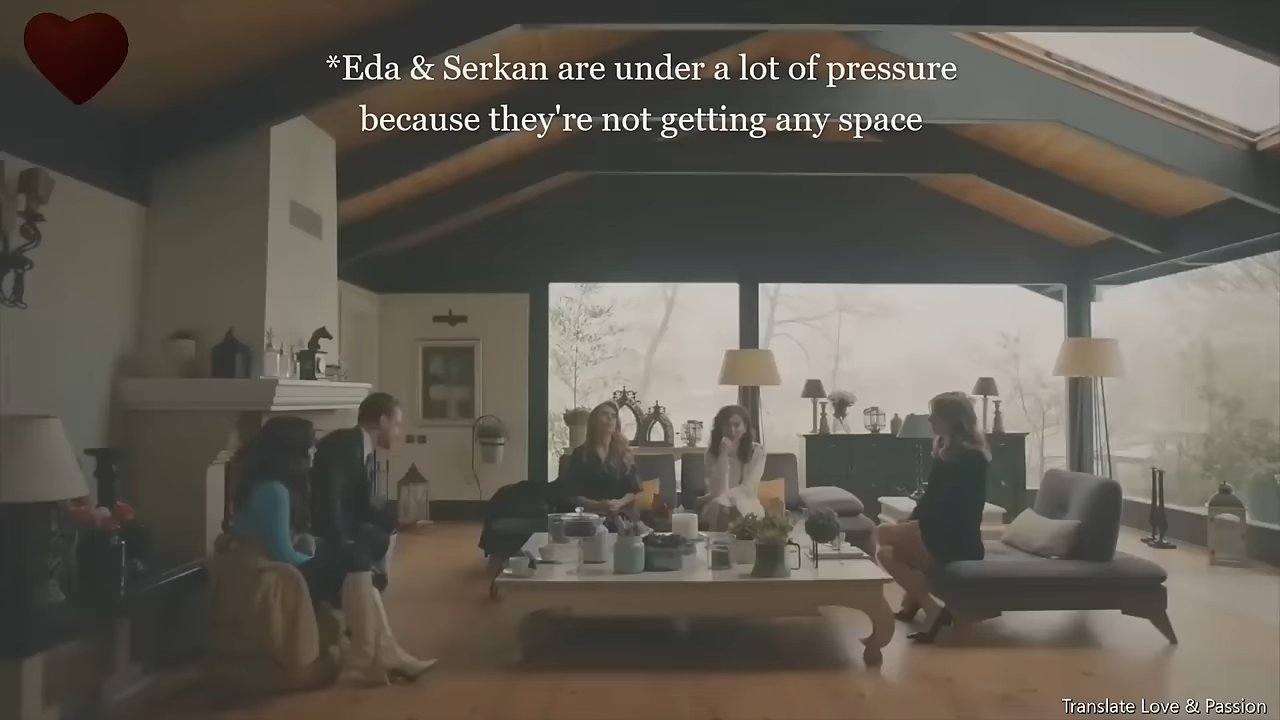 *Eda & Serkan are under a lot of pressure
because they're not getting any space
Translate Love & Passion